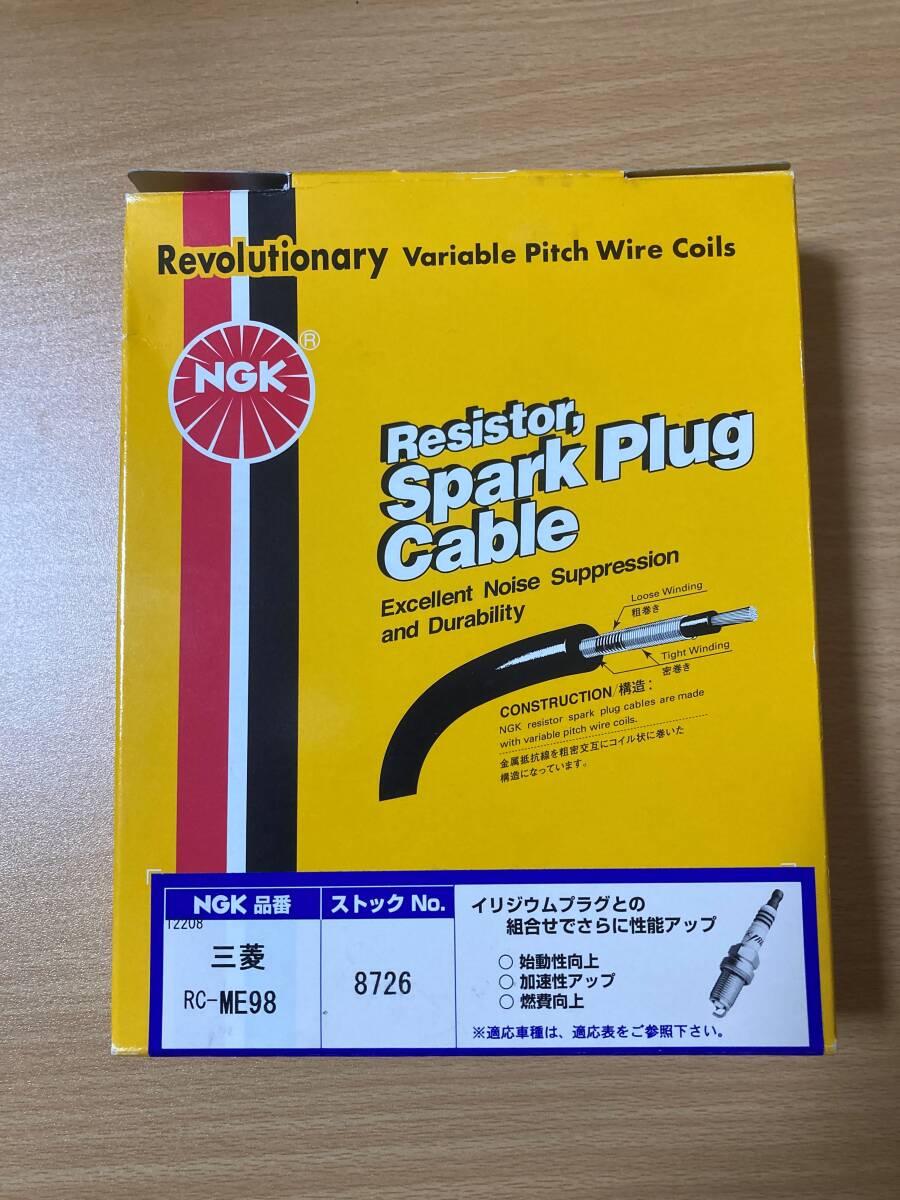 Revolutionary Variable Pitch Wire Coils
NGK
®
Resistor,
Spark Plug
Cable
Excellent Noise Suppression
and Durability
Loose Winding
粗巻き
Tight Winding
密巻き
CONSTRUCTION/構造:
NGK resistor spark plug cables are made
with variable pitch wire coils.
金属抵抗線を粗密交互にコイル状に巻いた
構造になっています。
NGK 品番
12208
三菱
RC-ME98
ストック No.
8726
イリジウムプラグとの
組合せでさらに性能アップ
○ 始動性向上
○ 加速性アップ
○ 燃費向上
※適応車種は、適応表をご参照下さい。